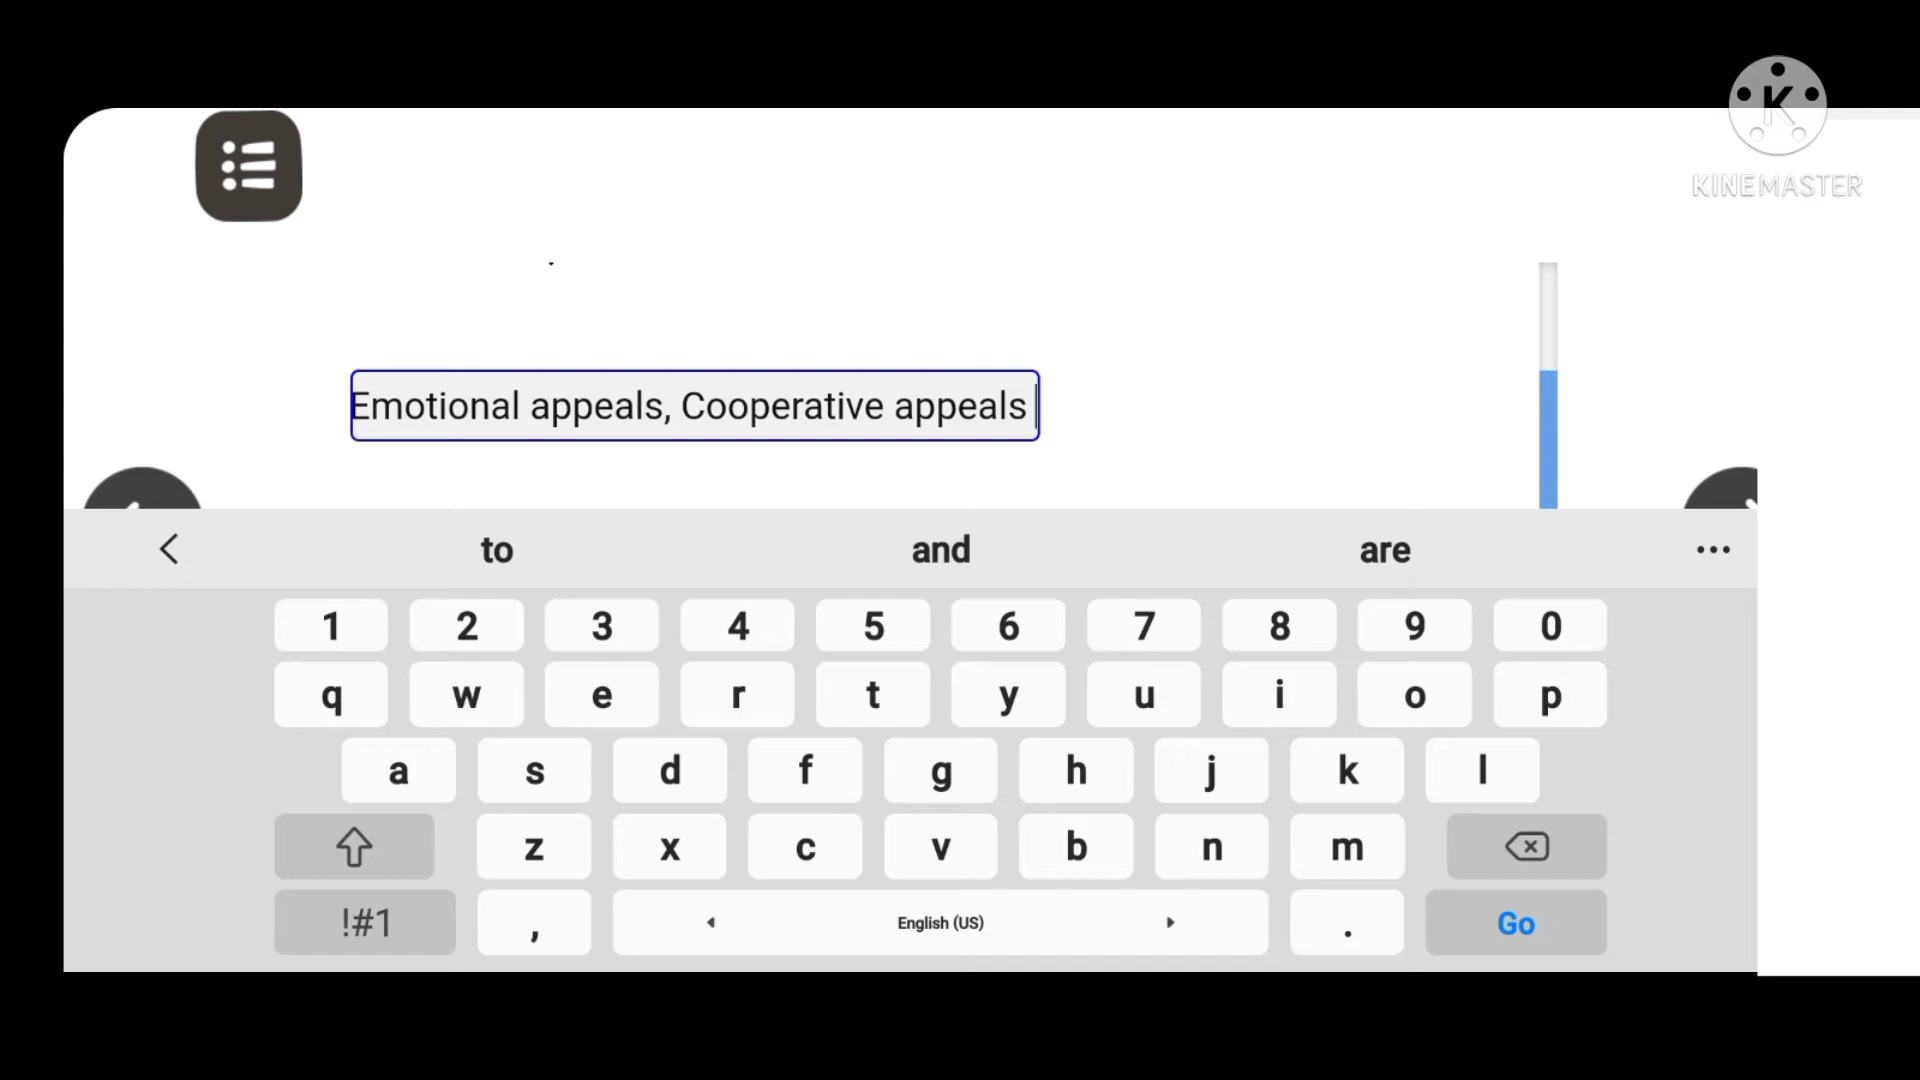 K
KINEMASTER
Emotional appeals, Cooperative appeals
to and are
1 2 3 4 5 6 7 8 9 0
q w e r t y u i o p
a s d f g h j k l
z x c v b n m
!#1 , English (US) . Go